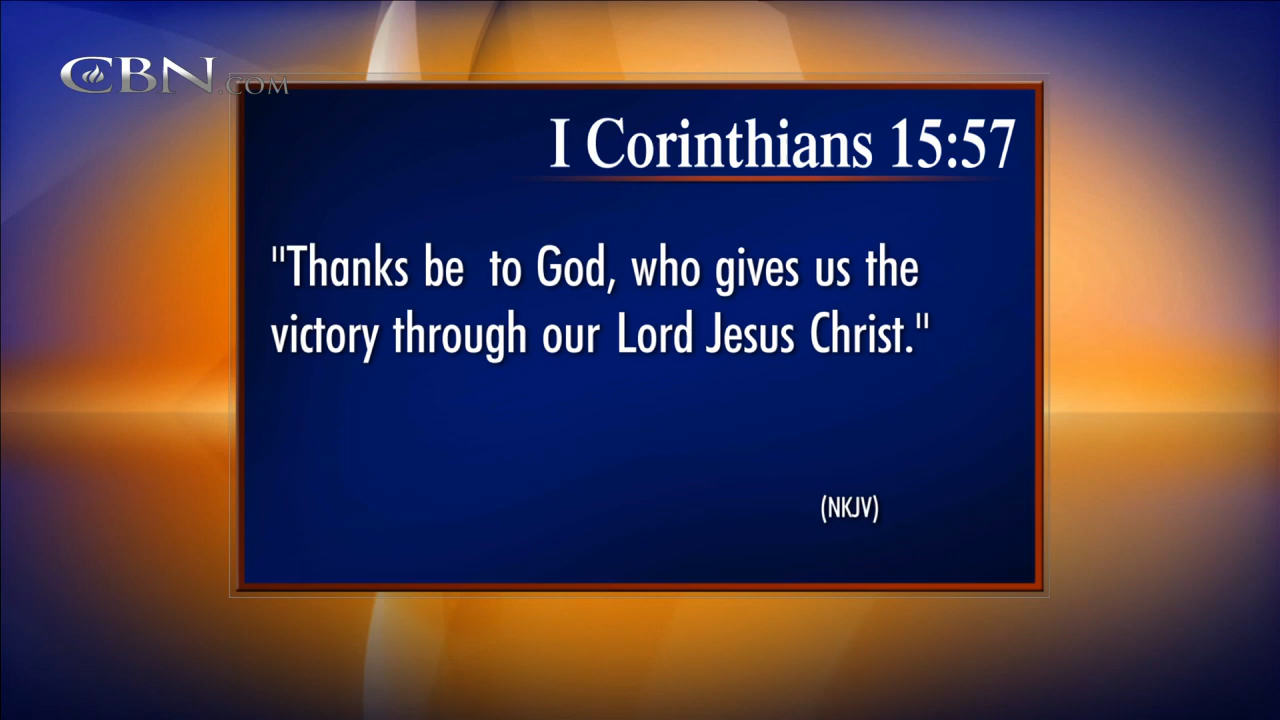 CBN.COM
I Corinthians 15:57
"Thanks be  to God, who gives us the
victory through our Lord Jesus Christ."
(NKJV)